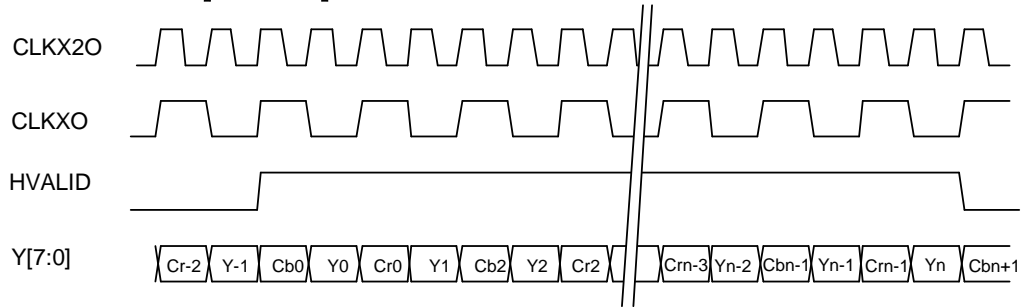 CLKX2O
CLKXO
HVALID
Y[7:0] Cr-2 Y-1 Cb0 Y0 Cr0 Y1 Cb2 Y2 Cr2 Crn-3 Yn-2 Cbn-1 Yn-1 Crn-1 Yn Cbn+1